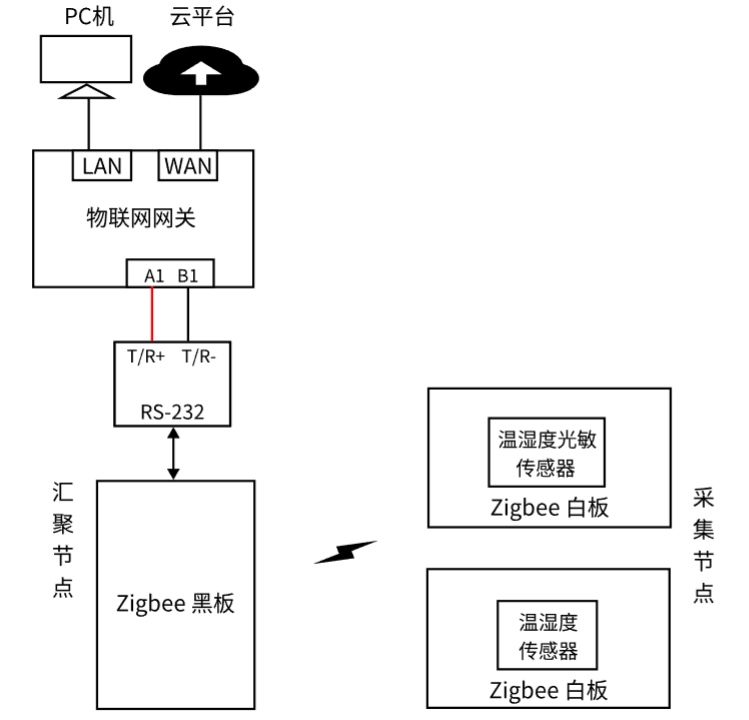 PC机 云平台
LAN WAN
物联网网关
A1 B1
T/R+ T/R-
RS-232
汇聚节点
Zigbee 黑板
温湿度光敏
传感器
Zigbee 白板
采集节点
温湿度
传感器
Zigbee 白板